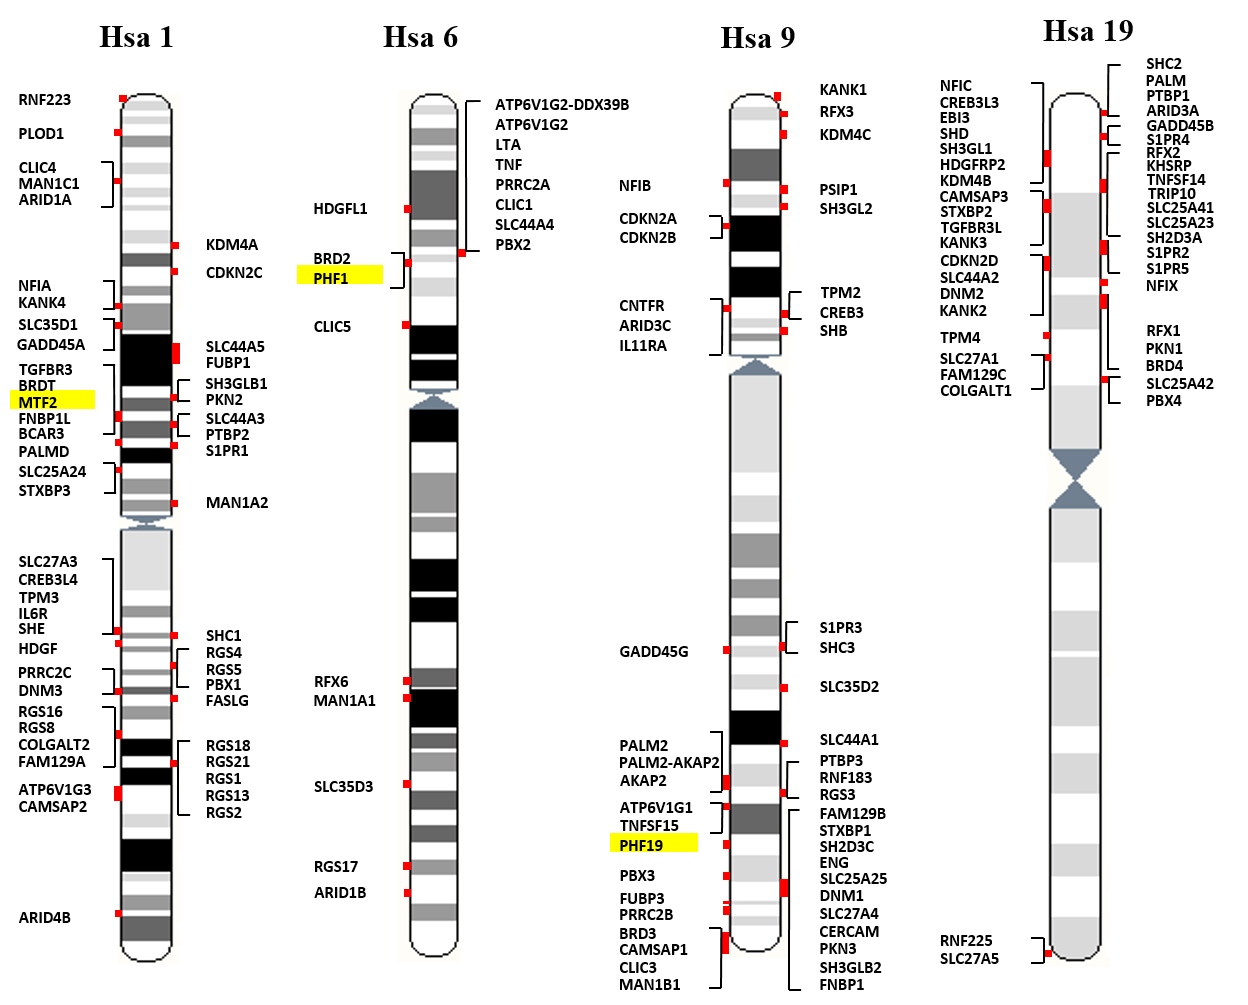 Hsa 1
RNF223
PLOD1
CLIC4
MAN1C1
ARID1A
NFIA
KANK4
SLC35D1
GADD45A
TGFBR3
BRDT
MTF2
FNBP1L
BCAR3
PALMD
SLC25A24
STXBP3
SLC27A3
CREB3L4
TPM3
IL6R
SHE
HDGF
PRRC2C
DNM3
RGS16
RGS8
COLGALT2
FAM129A
ATP6V1G3
CAMSAP2
ARID4B
KDM4A
CDKN2C
SLC44A5
FUBP1
SH3GLB1
PKN2
SLC44A3
PTBP2
S1PR1
MAN1A2
SHC1
RGS4
RGS5
PBX1
FASLG
RGS18
RGS21
RGS1
RGS13
RGS2
Hsa 6
HDGFL1
BRD2
PHF1
CLIC5
RFX6
MAN1A1
SLC35D3
RGS17
ARID1B
ATP6V1G2-DDX39B
ATP6V1G2
LTA
TNF
PRRC2A
CLIC1
SLC44A4
PBX2
Hsa 9
NFIB
CDKN2A
CDKN2B
CNTFR
ARID3C
IL11RA
GADD45G
PALM2
PALM2-AKAP2
AKAP2
ATP6V1G1
TNFSF15
PHF19
PBX3
FUBP3
PRRC2B
BRD3
CAMSAP1
CLIC3
MAN1B1
KANK1
RFX3
KDM4C
PSIP1
SH3GL2
TPM2
CREB3
SHB
S1PR3
SHC3
SLC35D2
SLC44A1
PTBP3
RNF183
RGS3
FAM129B
STXBP1
SH2D3C
ENG
SLC25A25
DNM1
SLC27A4
CERCAM
PKN3
SH3GLB2
FNBP1
Hsa 19
NFIC
CREB3L3
EBI3
SHD
SH3GL1
HDGFRP2
KDM4B
CAMSAP3
STXBP2
TGFBR3L
KANK3
CDKN2D
SLC44A2
DNM2
KANK2
TPM4
SLC27A1
FAM129C
COLGALT1
RNF225
SLC27A5
SHC2
PALM
PTBP1
ARID3A
GADD45B
S1PR4
RFX2
KHSRP
TNFSF14
TRIP10
SLC25A41
SLC25A23
SH2D3A
S1PR2
S1PR5
NFIX
RFX1
PKN1
BRD4
SLC25A42
PBX4